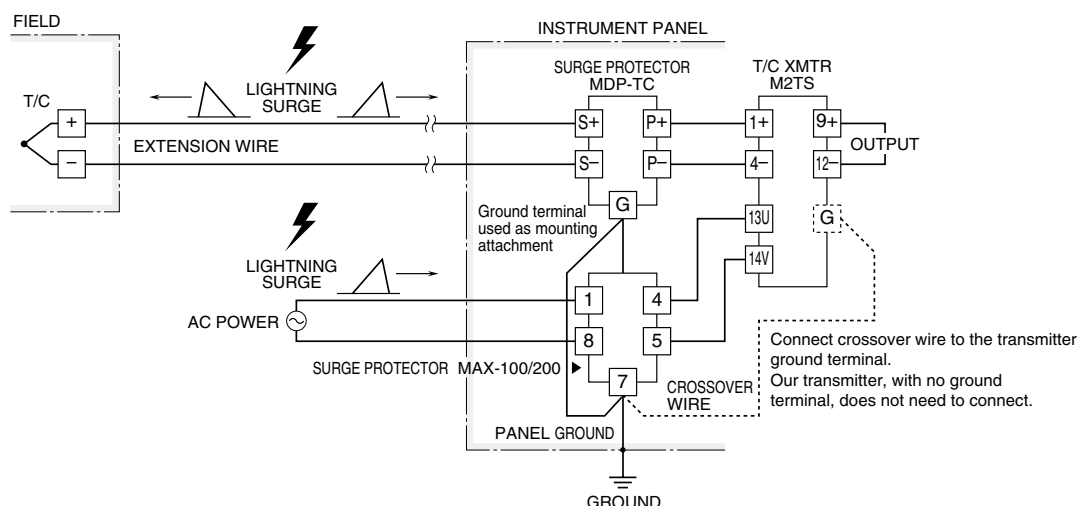 FIELD
INSTRUMENT PANEL
SURGE PROTECTOR
MDP-TC
T/C XMTR
M2TS
LIGHTNING
SURGE
T/C
+
–
EXTENSION WIRE
S+
P+
1+
9+
S–
P–
4–
12–
OUTPUT
G
Ground terminal
used as mounting
attachment
13U
G
14V
LIGHTNING
SURGE
AC POWER
1
4
8
5
SURGE PROTECTOR MAX-100/200
7
CROSSOVER
WIRE
Connect crossover wire to the transmitter
ground terminal.
Our transmitter, with no ground
terminal, does not need to connect.
PANEL GROUND
GROUND